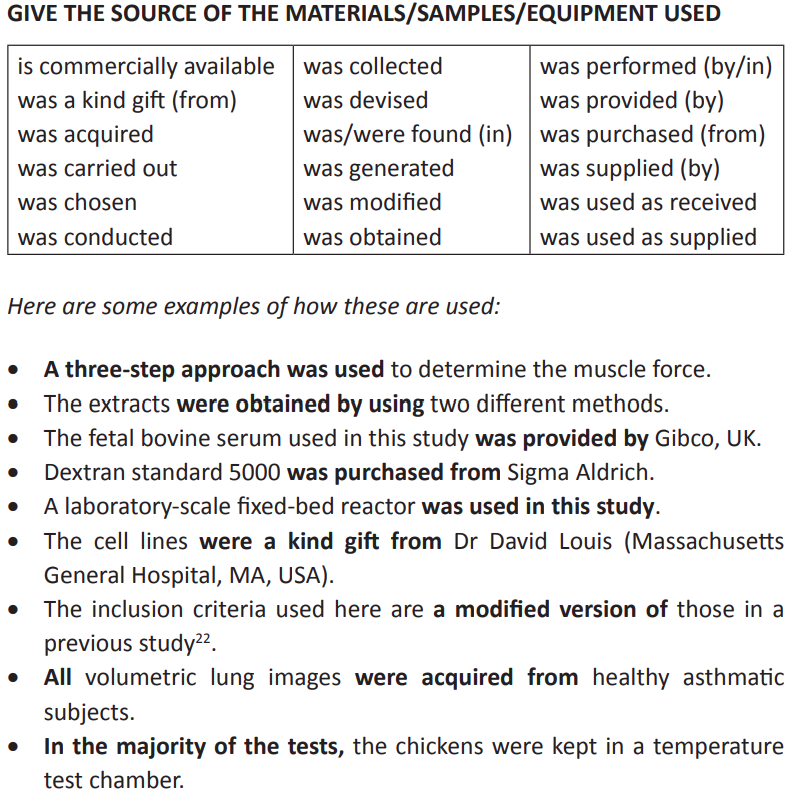 GIVE THE SOURCE OF THE MATERIALS/SAMPLES/EQUIPMENT USED
is commercially available
was a kind gift (from)
was acquired
was carried out
was chosen
was conducted
was collected
was devised
was/were found (in)
was generated
was modified
was obtained
was performed (by/in)
was provided (by)
was purchased (from)
was supplied (by)
was used as received
was used as supplied
Here are some examples of how these are used:
• A three-step approach was used to determine the muscle force.
• The extracts were obtained by using two different methods.
• The fetal bovine serum used in this study was provided by Gibco, UK.
• Dextran standard 5000 was purchased from Sigma Aldrich.
• A laboratory-scale fixed-bed reactor was used in this study.
• The cell lines were a kind gift from Dr David Louis (Massachusetts
General Hospital, MA, USA).
• The inclusion criteria used here are a modified version of those in a
previous study²².
• All volumetric lung images were acquired from healthy asthmatic
subjects.
• In the majority of the tests, the chickens were kept in a temperature
test chamber.